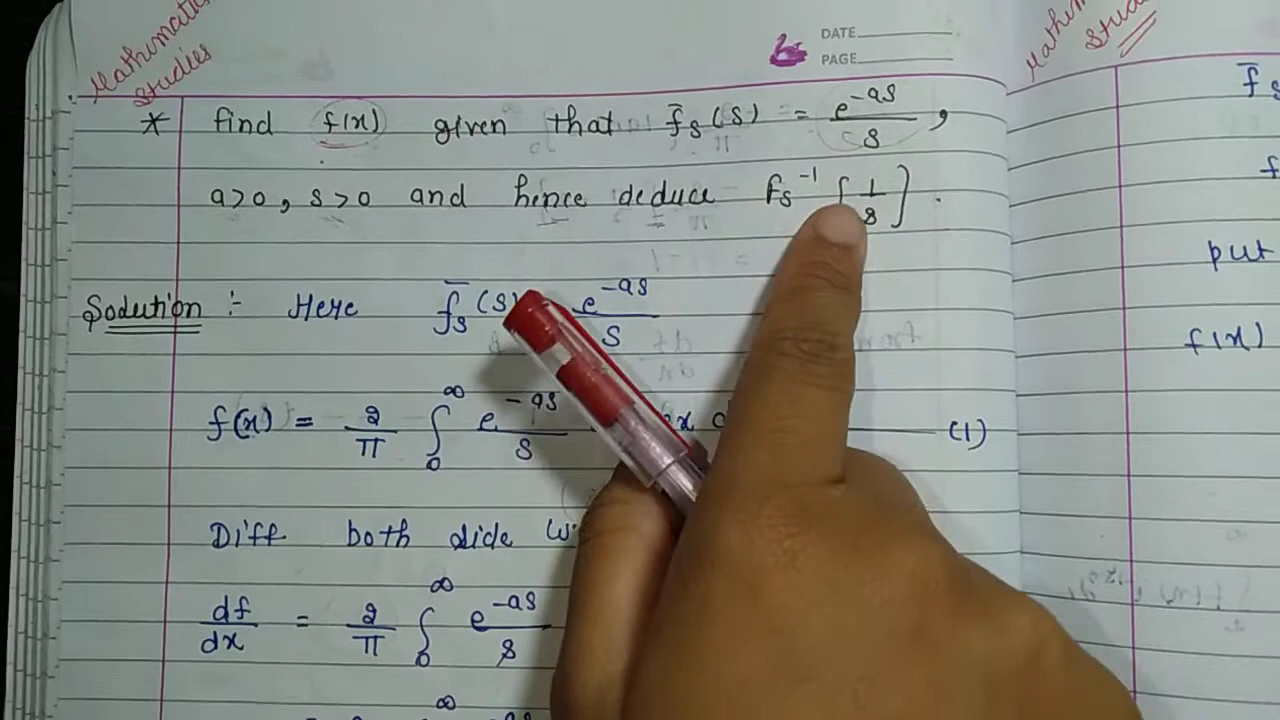 Mathematics
Studies
DATE
PAGE
* find f(x) given that f̄s(s) = e^-as/s ,
a>0, s>0 and hence deduce fs^-1 [1/s] .
Solution :- Here f̄s(s) e^-as/s
f(x) = 2/π ∫0^∞ e^-as/s (1)
Diff both side
df/dx = 2/π ∫0^∞ e^-as/s
∞
Studies
f̄s
f
put
f(x)